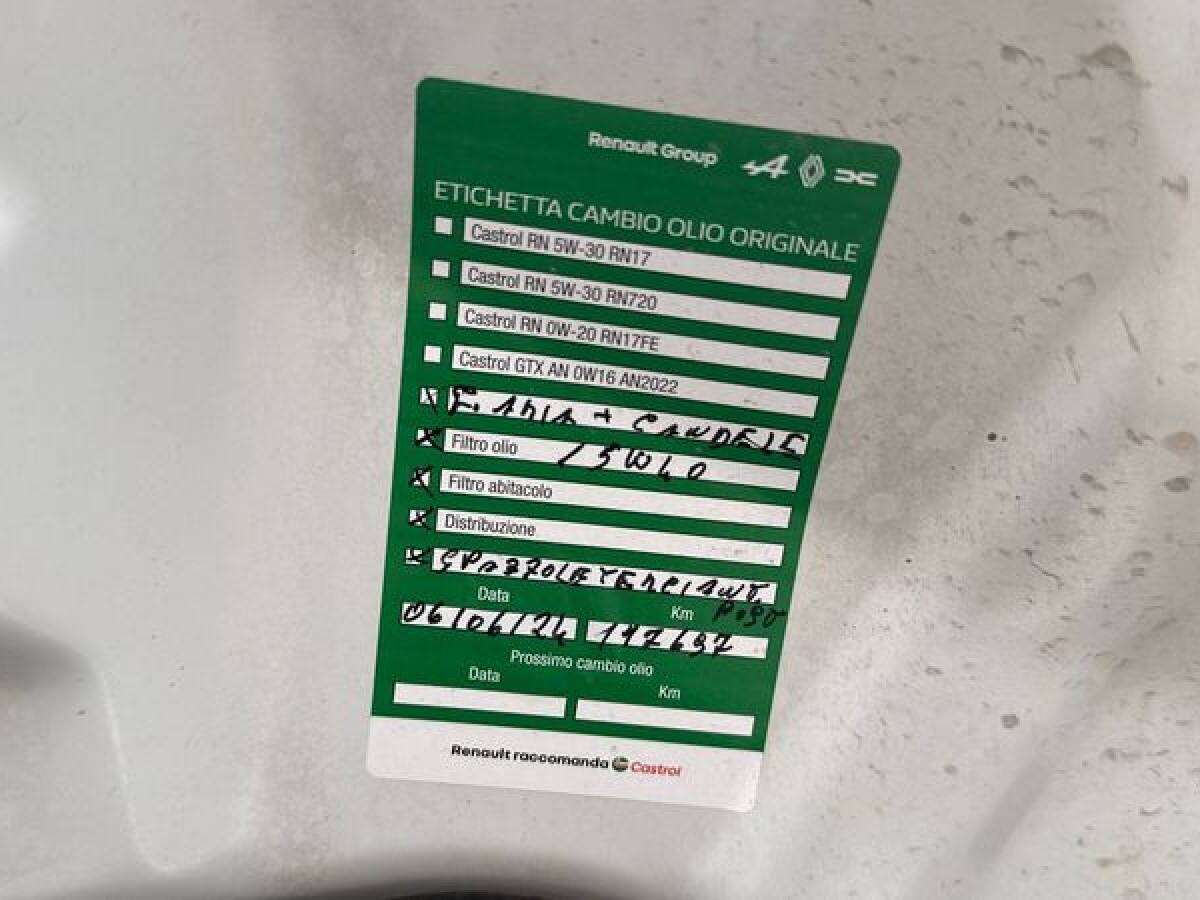 Renault Group
ETICHETTA CAMBIO OLIO ORIGINALE
Castrol RN 5W-30 RN17
Castrol RN 5W-30 RN720
Castrol RN 0W-20 RN17FE
Castrol GTX AN 0W16 AN2022
F. ARIA + CANDELE
Filtro olio 15W40
Filtro abitacolo
Distribuzione
Data Km
06/06/24
Prossimo cambio olio
Data Km
Renault raccomanda Castrol